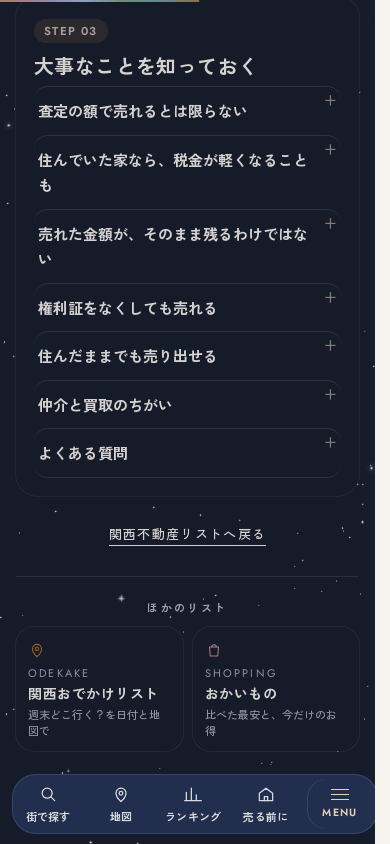 STEP 03
大事なことを知っておく
査定の額で売れるとは限らない
住んでいた家なら、税金が軽くなること
も
売れた金額が、そのまま残るわけではな
い
権利証をなくしても売れる
住んだままでも売り出せる
仲介と買取のちがい
よくある質問
関西不動産リストへ戻る
ほかのリスト
ODEKAKE
関西おでかけリスト
週末どこ行く？を日付と地
図で
SHOPPING
おかいもの
比べた最安と、今だけのお
得
街で探す
地図
ランキング
売る前に
MENU